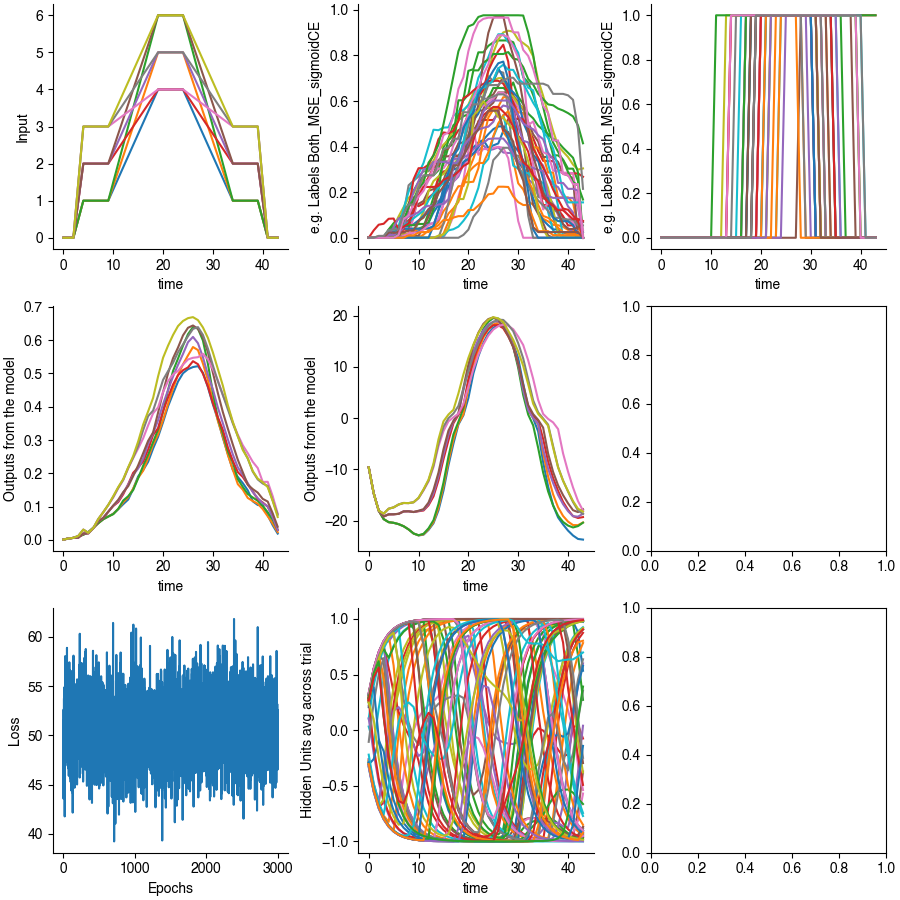 6
5
4
3
2
1
0
Input
0 10 20 30 40
time
1.0
0.8
0.6
0.4
0.2
0.0
e.g. Labels Both_MSE_sigmoidCE
0 10 20 30 40
time
1.0
0.8
0.6
0.4
0.2
0.0
e.g. Labels Both_MSE_sigmoidCE
0 10 20 30 40
time
0.7
0.6
0.5
0.4
0.3
0.2
0.1
0.0
Outputs from the model
0 10 20 30 40
time
20
10
0
−10
−20
Outputs from the model
0 10 20 30 40
time
1.0
0.8
0.6
0.4
0.2
0.0
0.0 0.2 0.4 0.6 0.8 1.0
60
55
50
45
40
Loss
0 1000 2000 3000
Epochs
1.0
0.5
0.0
−0.5
−1.0
Hidden Units avg across trial
0 10 20 30 40
time
1.0
0.8
0.6
0.4
0.2
0.0
0.0 0.2 0.4 0.6 0.8 1.0